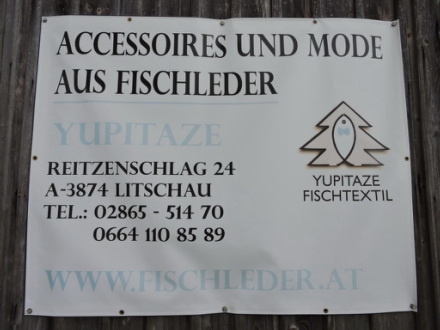 ACCESSOIRES UND MODE
AUS FISCHLEDER
YUPITAZE
REITZENSCHLAG 24
A-3874 LITSCHAU
TEL.: 02865 - 514 70
0664 110 85 89
YUPITAZE
FISCHTEXTIL
WWW.FISCHLEDER.AT